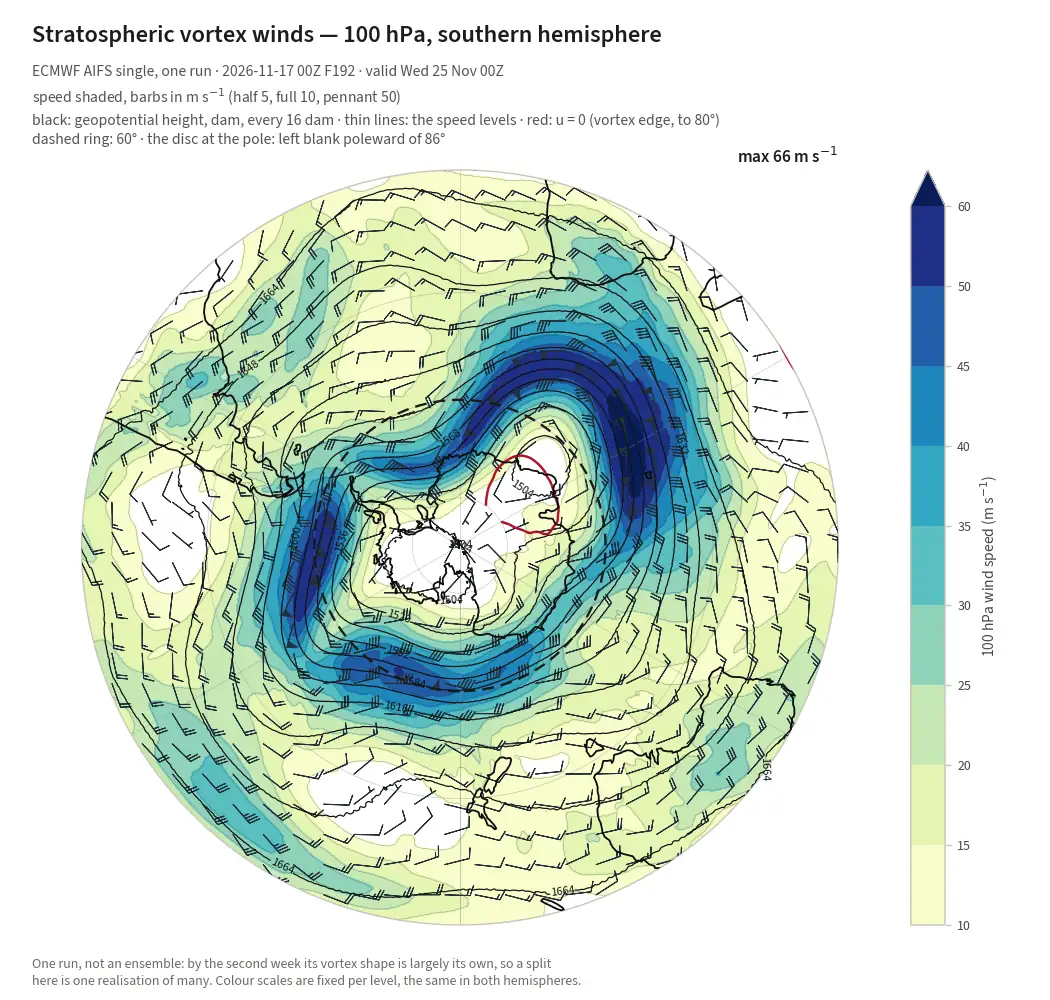 Stratospheric vortex winds — 100 hPa, southern hemisphere
ECMWF AIFS single, one run · 2026-11-17 00Z F192 · valid Wed 25 Nov 00Z
speed shaded, barbs in m s⁻¹ (half 5, full 10, pennant 50)
black: geopotential height, dam, every 16 dam · thin lines: the speed levels · red: u = 0 (vortex edge, to 80°)
dashed ring: 60° · the disc at the pole: left blank poleward of 86°
max 66 m s⁻¹
60
50
45
40
35
30
25
20
15
10
100 hPa wind speed (m s⁻¹)
1664
1648
1568
1504
1504
1664
1664
1664
One run, not an ensemble: by the second week its vortex shape is largely its own, so a split
here is one realisation of many. Colour scales are fixed per level, the same in both hemispheres.